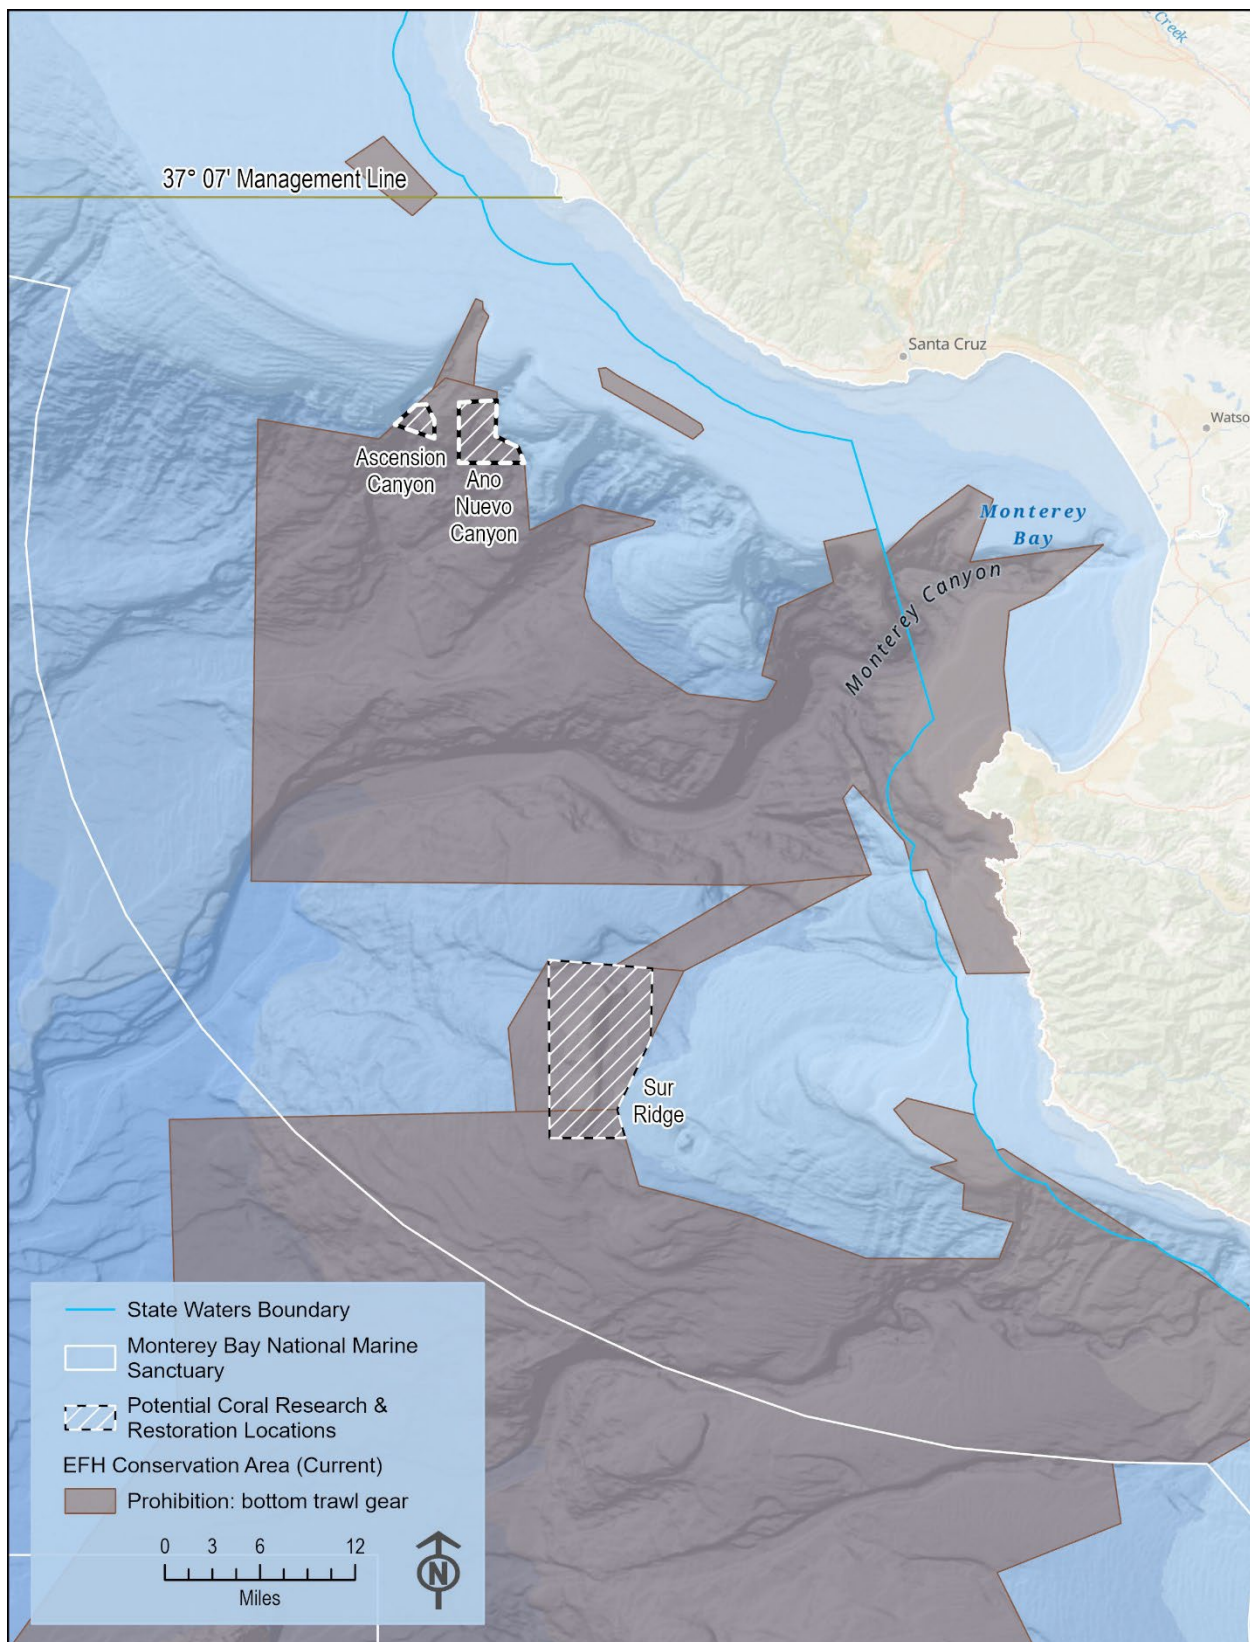 Creek
37° 07' Management Line
Santa Cruz
Watso
Ascension
Canyon
Ano
Nuevo
Canyon
Monterey
Bay
Monterey Canyon
Sur
Ridge
State Waters Boundary
Monterey Bay National Marine
Sanctuary
Potential Coral Research &
Restoration Locations
EFH Conservation Area (Current)
Prohibition: bottom trawl gear
0 3 6 12
Miles
N